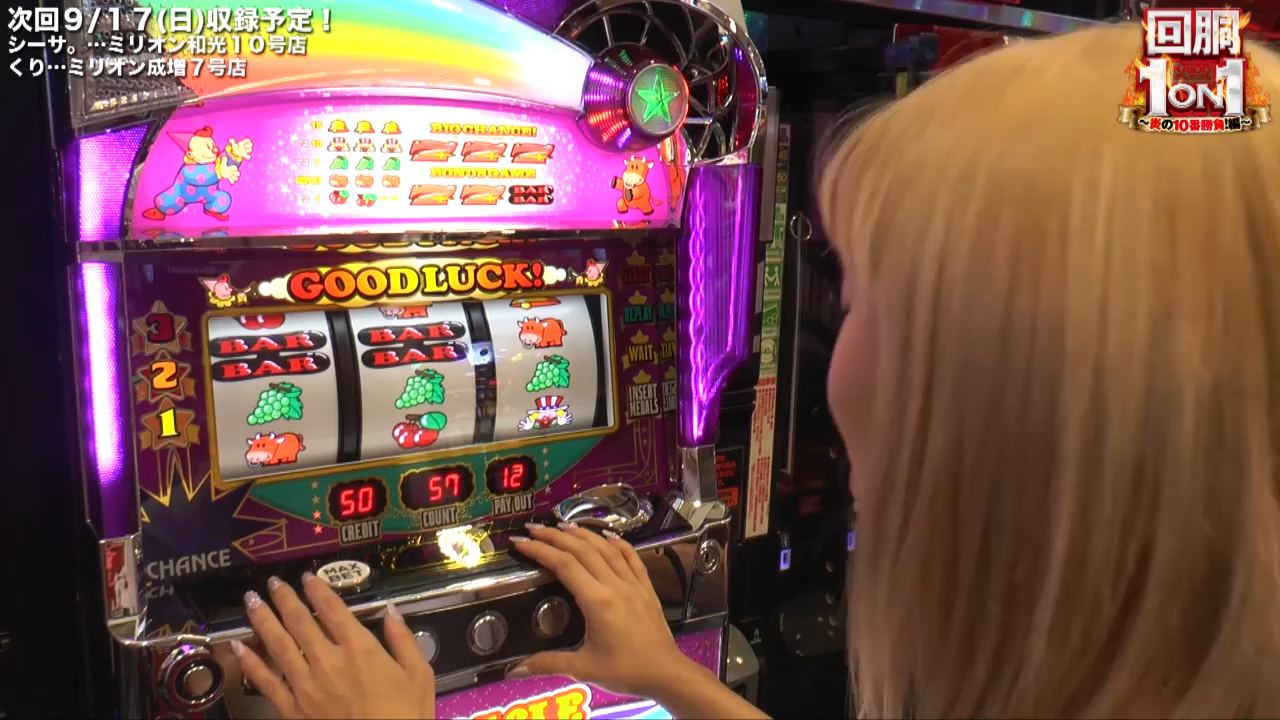 次回９/１７(日)収録予定！
シーサ。…ミリオン和光１０号店
くり…ミリオン成増７号店
回胴
1ON1
～炎の10番勝負!編～
BIG CHANCE!
BONUS GAME
BAR
BAR
GOOD LUCK!
3
2
1
BAR BAR
BAR BAR
REPLAY
WAIT
INSERT MEDALS
50
57
12
CREDIT
COUNT
PAY OUT
CHANCE
MAX BET